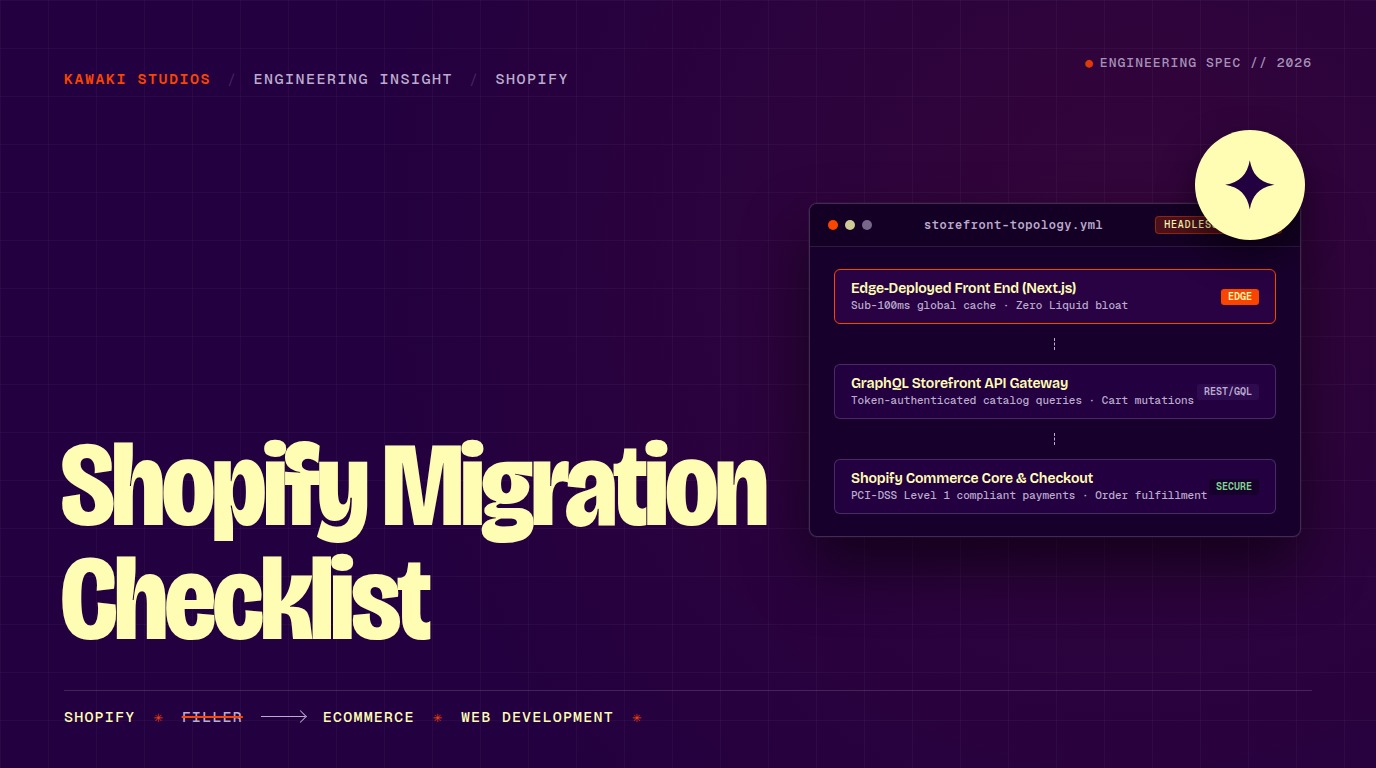 KAWAKI STUDIOS / ENGINEERING INSIGHT / SHOPIFY
ENGINEERING SPEC // 2026
storefront-topology.yml
Edge-Deployed Front End (Next.js)
Sub-100ms global cache · Zero Liquid bloat
EDGE
GraphQL Storefront API Gateway
Token-authenticated catalog queries · Cart mutations
REST/GQL
Shopify Commerce Core & Checkout
PCI-DSS Level 1 compliant payments · Order fulfillment
SECURE
Shopify Migration
Checklist
SHOPIFY ✳ FILLER → ECOMMERCE ✳ WEB DEVELOPMENT ✳